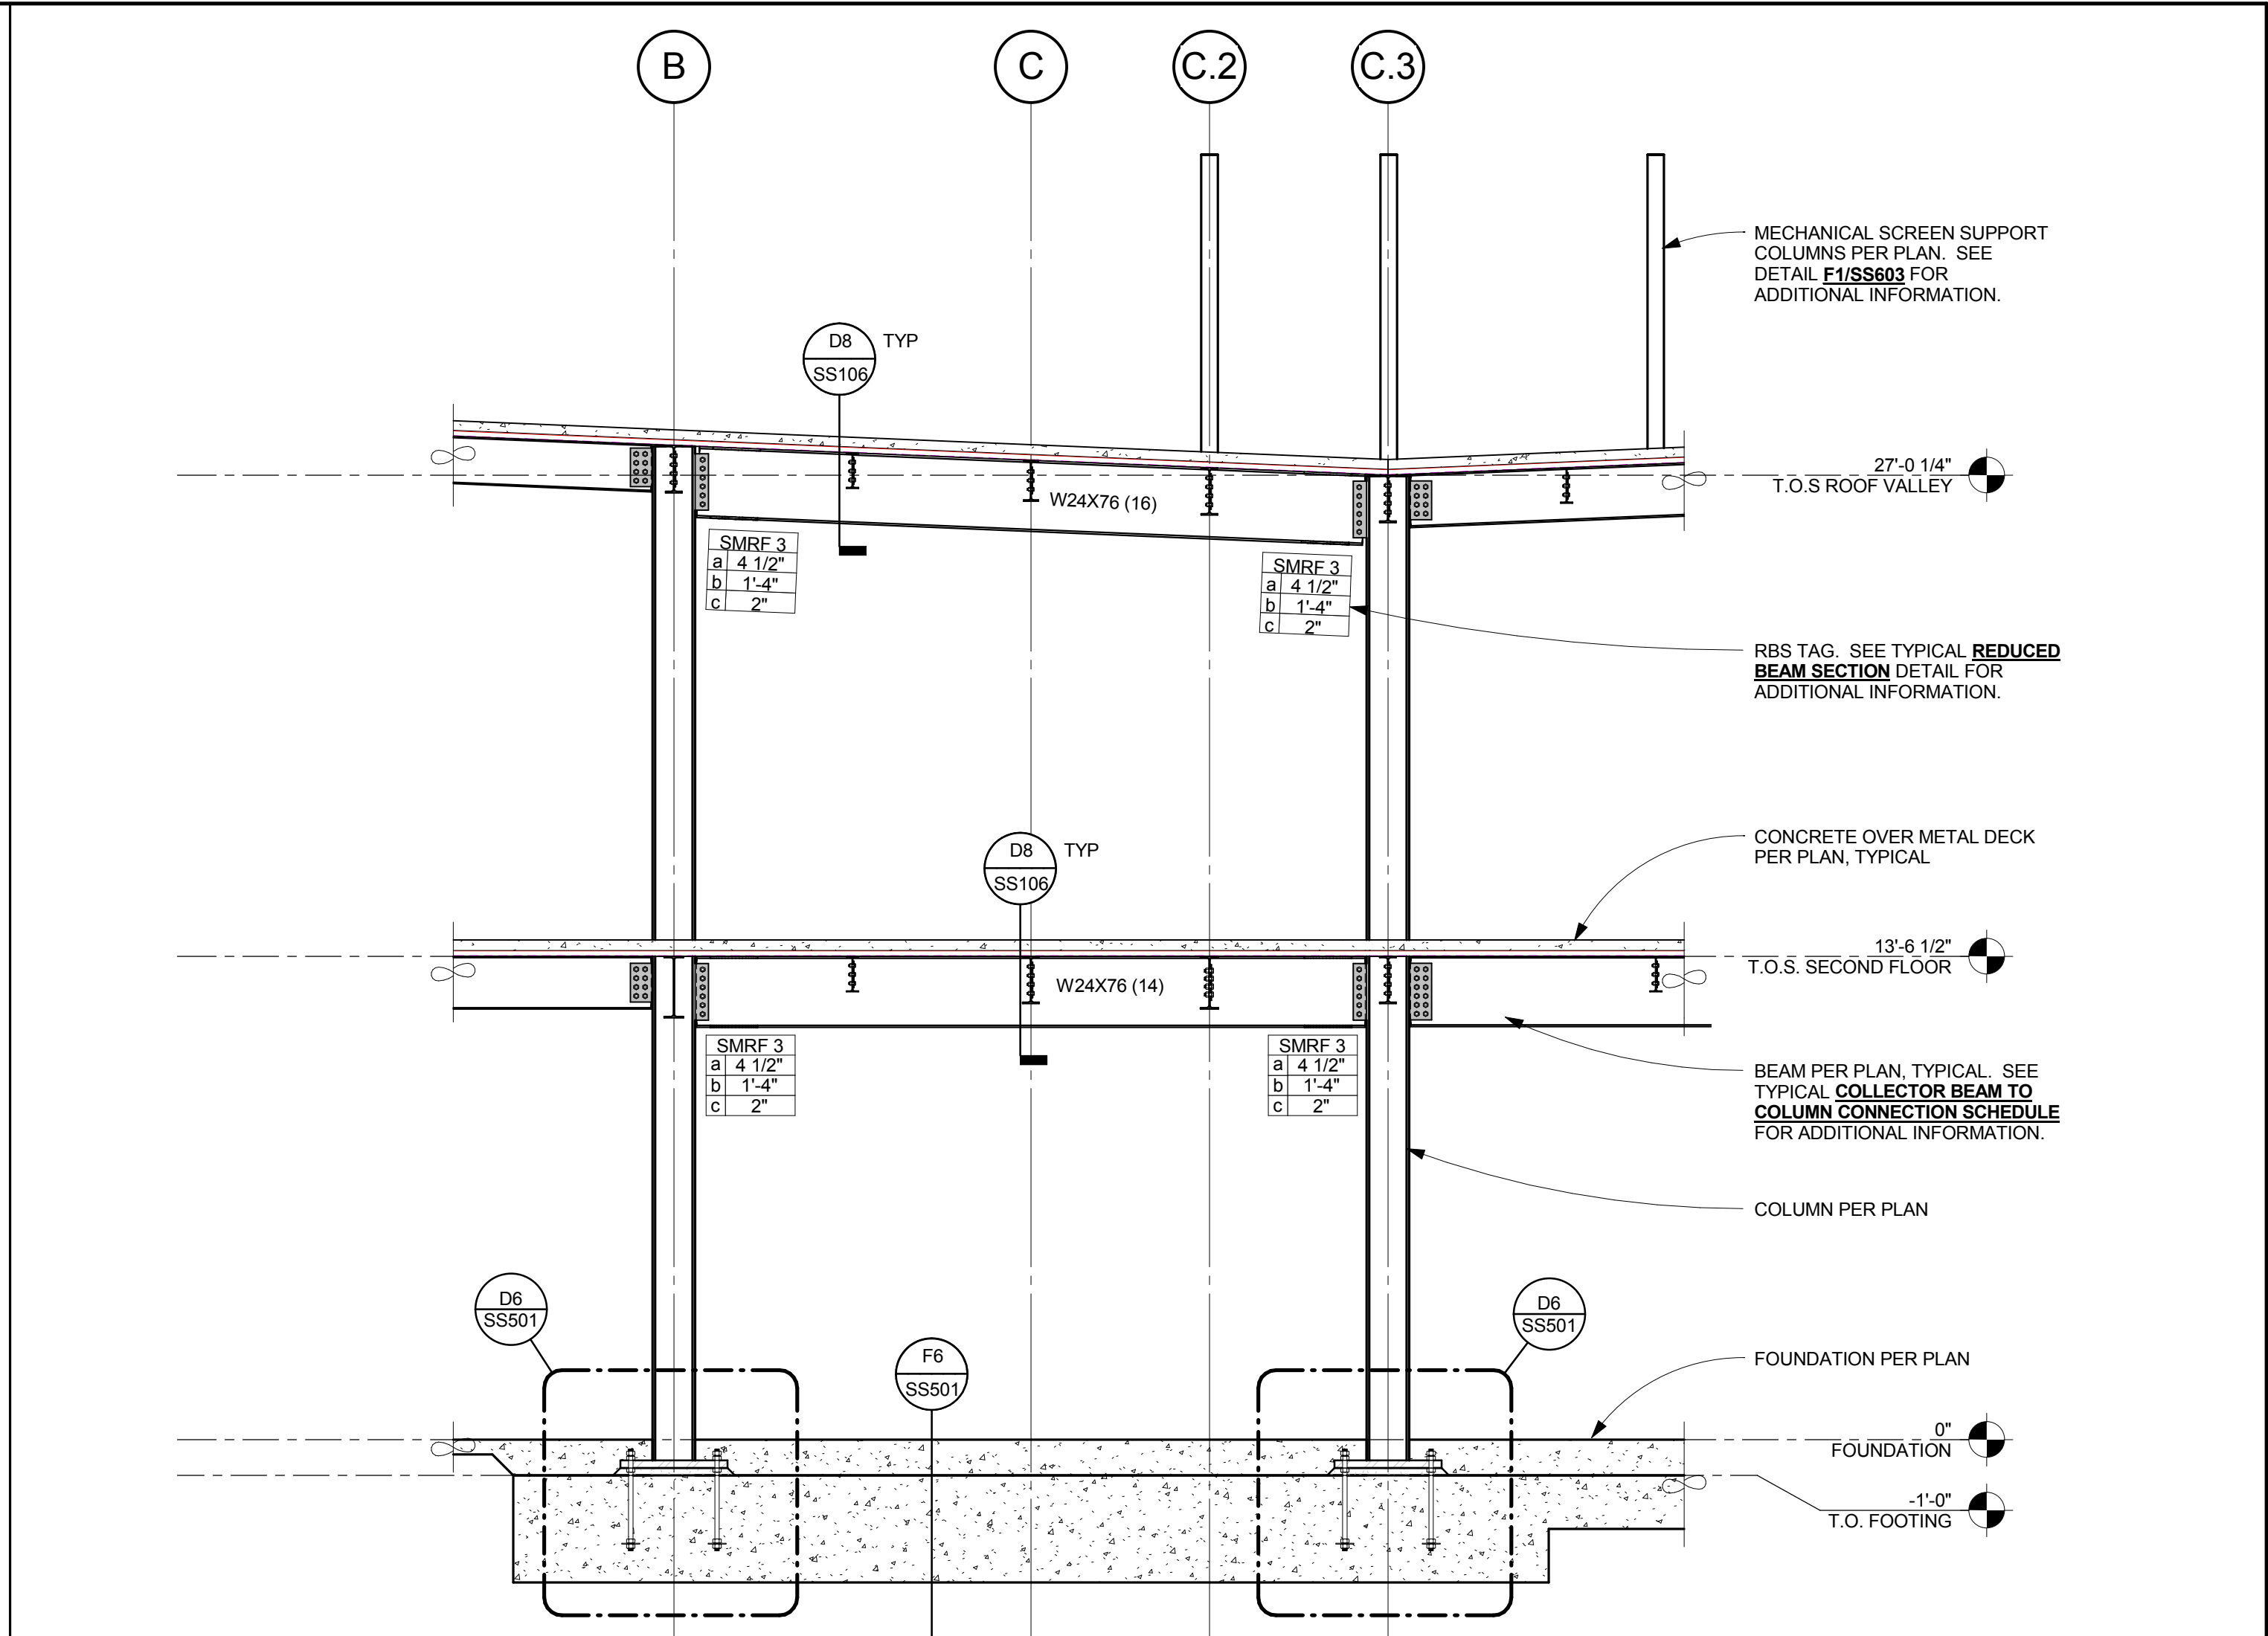 B
C
C.2
C.3
MECHANICAL SCREEN SUPPORT
COLUMNS PER PLAN.  SEE
DETAIL F1/SS603 FOR
ADDITIONAL INFORMATION.
D8
SS106
TYP
27'-0 1/4"
T.O.S ROOF VALLEY
W24X76 (16)
SMRF 3
a 4 1/2"
b 1'-4"
c 2"
SMRF 3
a 4 1/2"
b 1'-4"
c 2"
RBS TAG.  SEE TYPICAL REDUCED
BEAM SECTION DETAIL FOR
ADDITIONAL INFORMATION.
D8
SS106
TYP
CONCRETE OVER METAL DECK
PER PLAN, TYPICAL
13'-6 1/2"
T.O.S. SECOND FLOOR
W24X76 (14)
SMRF 3
a 4 1/2"
b 1'-4"
c 2"
SMRF 3
a 4 1/2"
b 1'-4"
c 2"
BEAM PER PLAN, TYPICAL.  SEE
TYPICAL COLLECTOR BEAM TO
COLUMN CONNECTION SCHEDULE
FOR ADDITIONAL INFORMATION.
COLUMN PER PLAN
D6
SS501
F6
SS501
D6
SS501
FOUNDATION PER PLAN
0"
FOUNDATION
-1'-0"
T.O. FOOTING